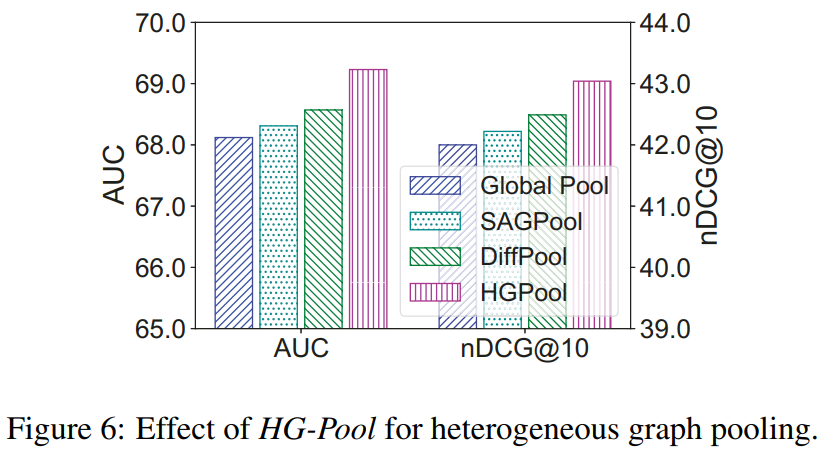 70.0
69.0
68.0
67.0
66.0
65.0
AUC
44.0
43.0
42.0
41.0
40.0
39.0
nDCG@10
Global Pool
SAGPool
DiffPool
HGPool
AUC
nDCG@10
Figure 6: Effect of HG-Pool for heterogeneous graph pooling.